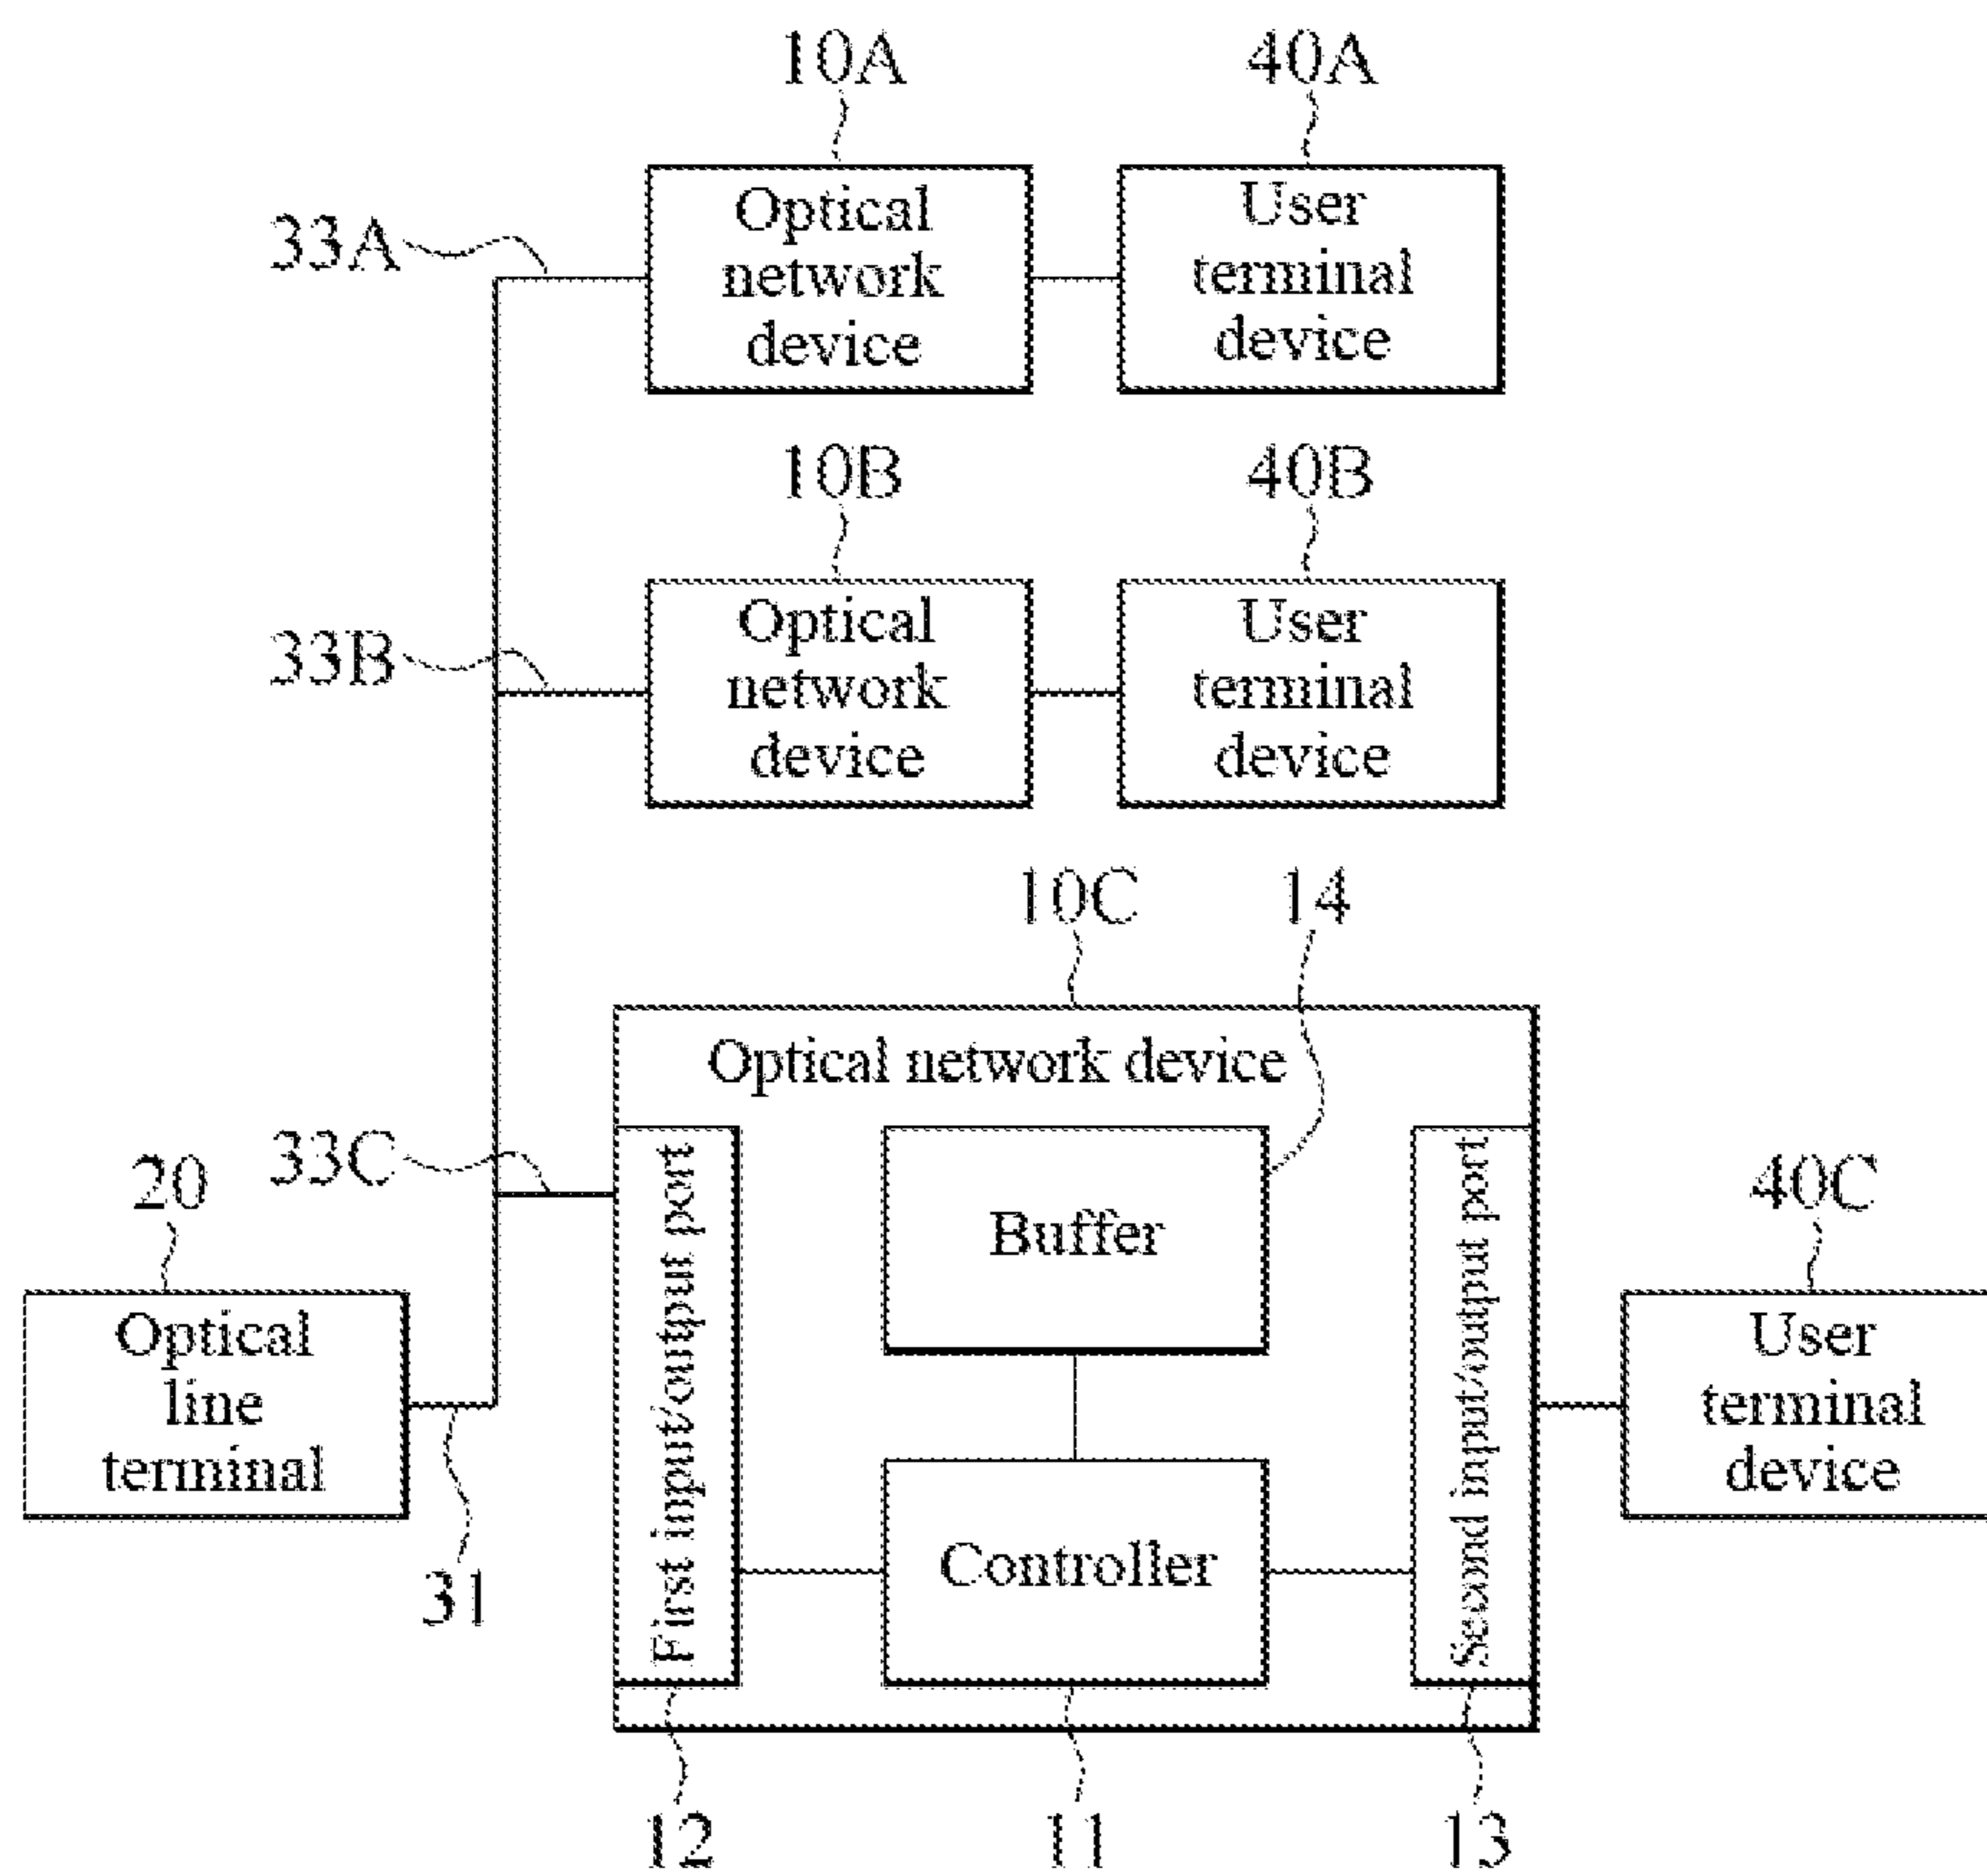 10A
40A
33A
Optical
network
device
User
terminal
device
10B
40B
33B
Optical
network
device
User
terminal
device
10C
14
Optical network device
33C
First input/output port
Buffer
Second input/output port
20
40C
Optical
line
terminal
User
terminal
device
Controller
31
12
11
13